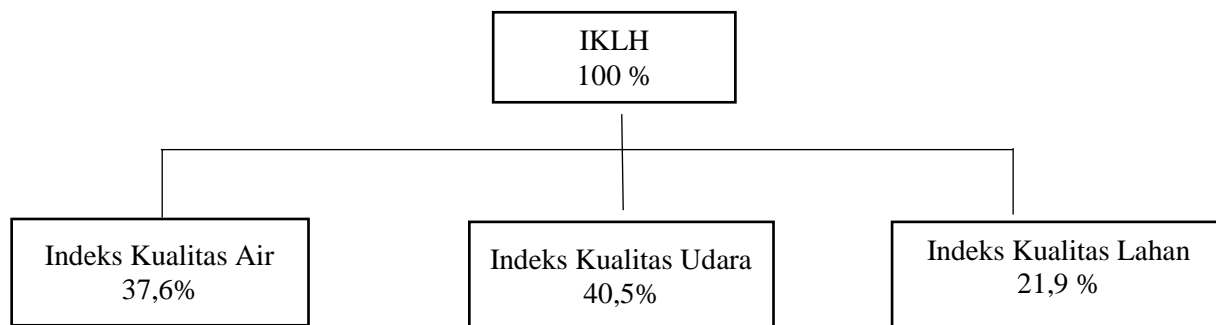 IKLH
100 %
Indeks Kualitas Air
37,6%
Indeks Kualitas Udara
40,5%
Indeks Kualitas Lahan
21,9 %